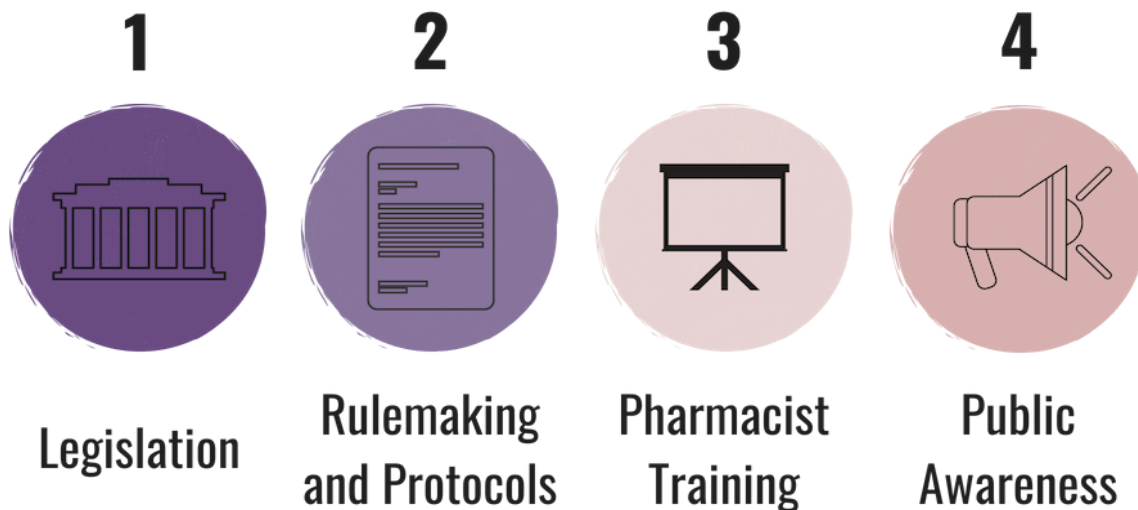 1
2
3
4
Legislation
Rulemaking
and Protocols
Pharmacist
Training
Public
Awareness